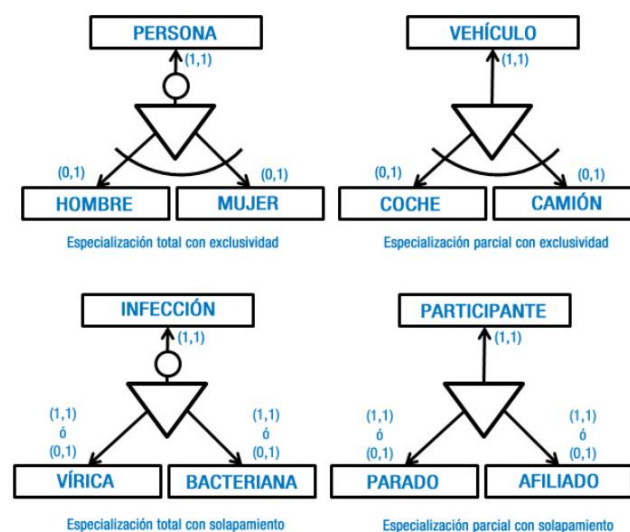 PERSONA
(1,1)
(0,1)
(0,1)
HOMBRE
MUJER
Especialización total con exclusividad
VEHÍCULO
(1,1)
(0,1)
(0,1)
COCHE
CAMIÓN
Especialización parcial con exclusividad
INFECCIÓN
(1,1)
(1,1)
ó
(0,1)
(1,1)
ó
(0,1)
VÍRICA
BACTERIANA
Especialización total con solapamiento
PARTICIPANTE
(1,1)
(1,1)
ó
(0,1)
(1,1)
ó
(0,1)
PARADO
AFILIADO
Especialización parcial con solapamiento